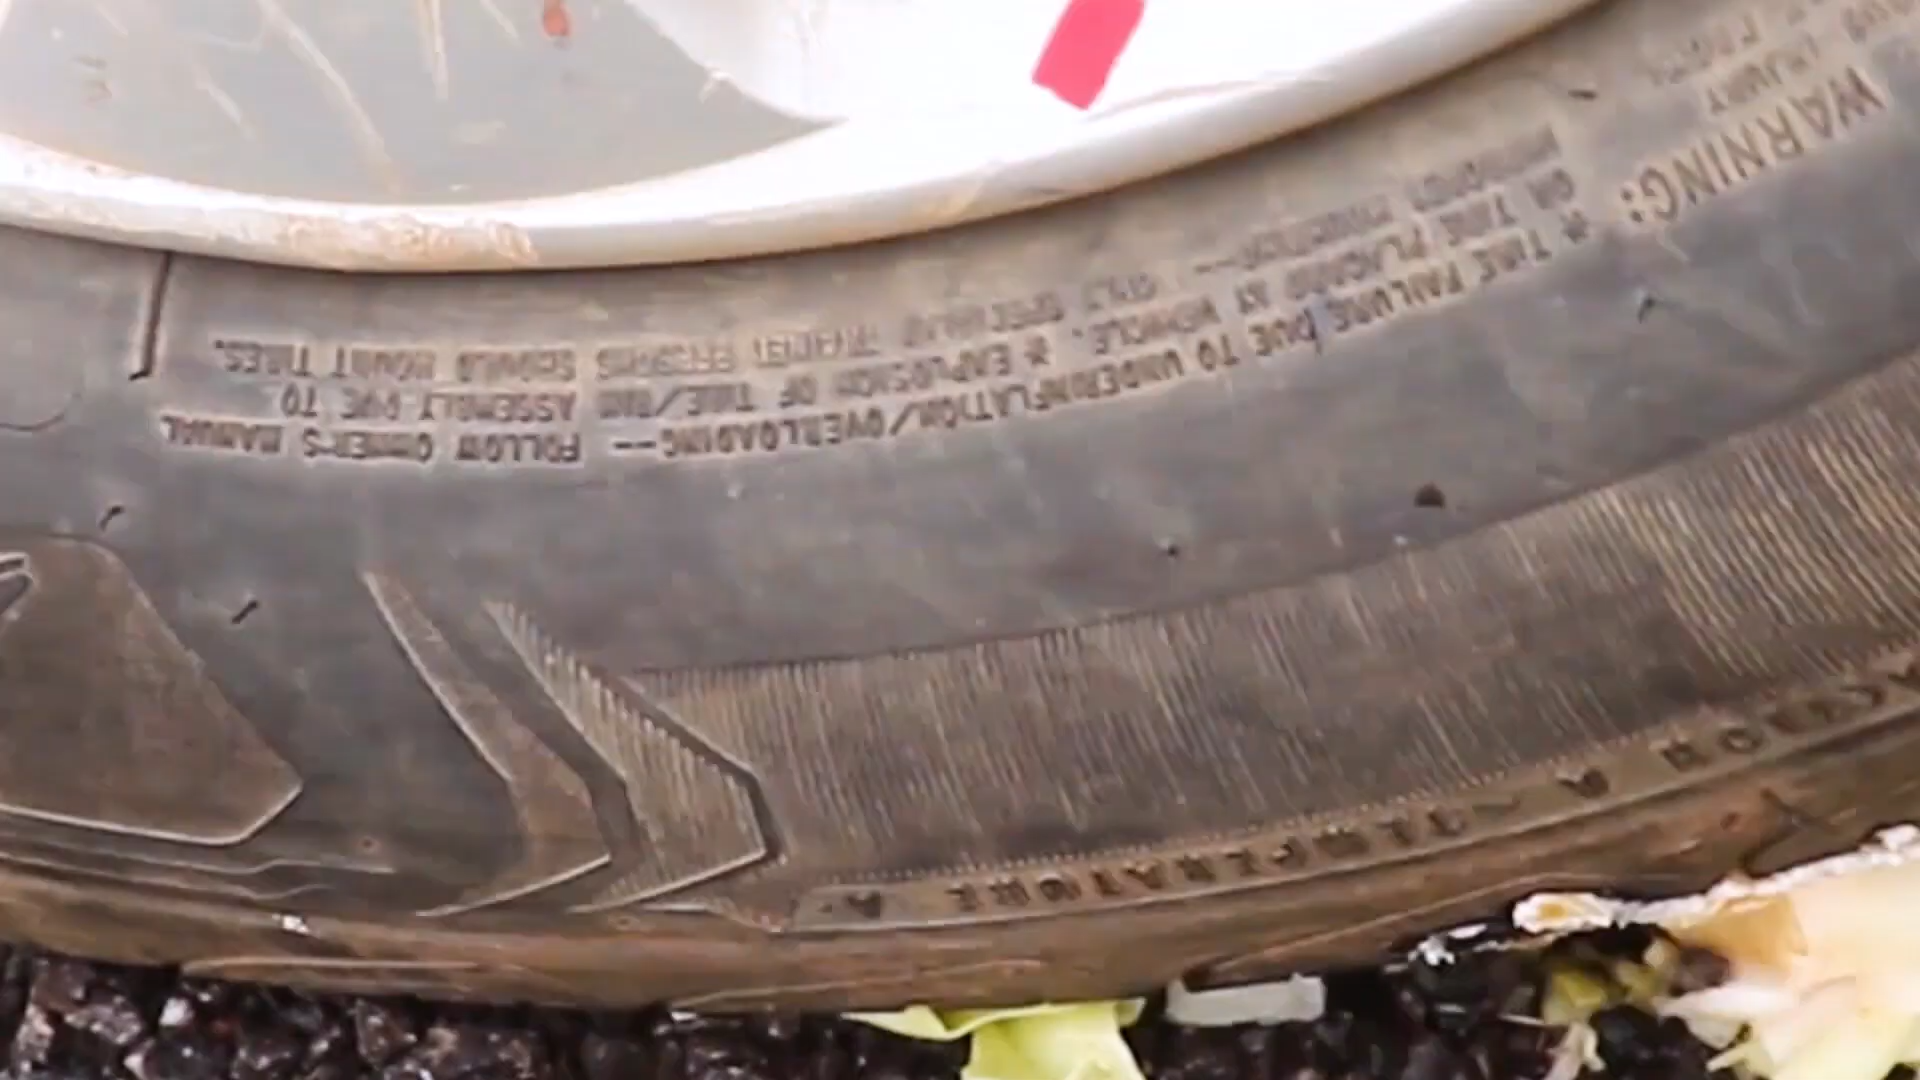 WARNING:
INJURY
* TIRE FAILURE DUE TO UNDERINFLATION/OVERLOADING-- FOLLOW OWNER'S MANUAL
OR TIRE PLACARD IN VEHICLE. * EXPLOSION OF TIRE/RIM ASSEMBLY DUE TO
ONLY SPECIALLY TRAINED PERSONS SHOULD MOUNT TIRES.
A TEMPERATURE A